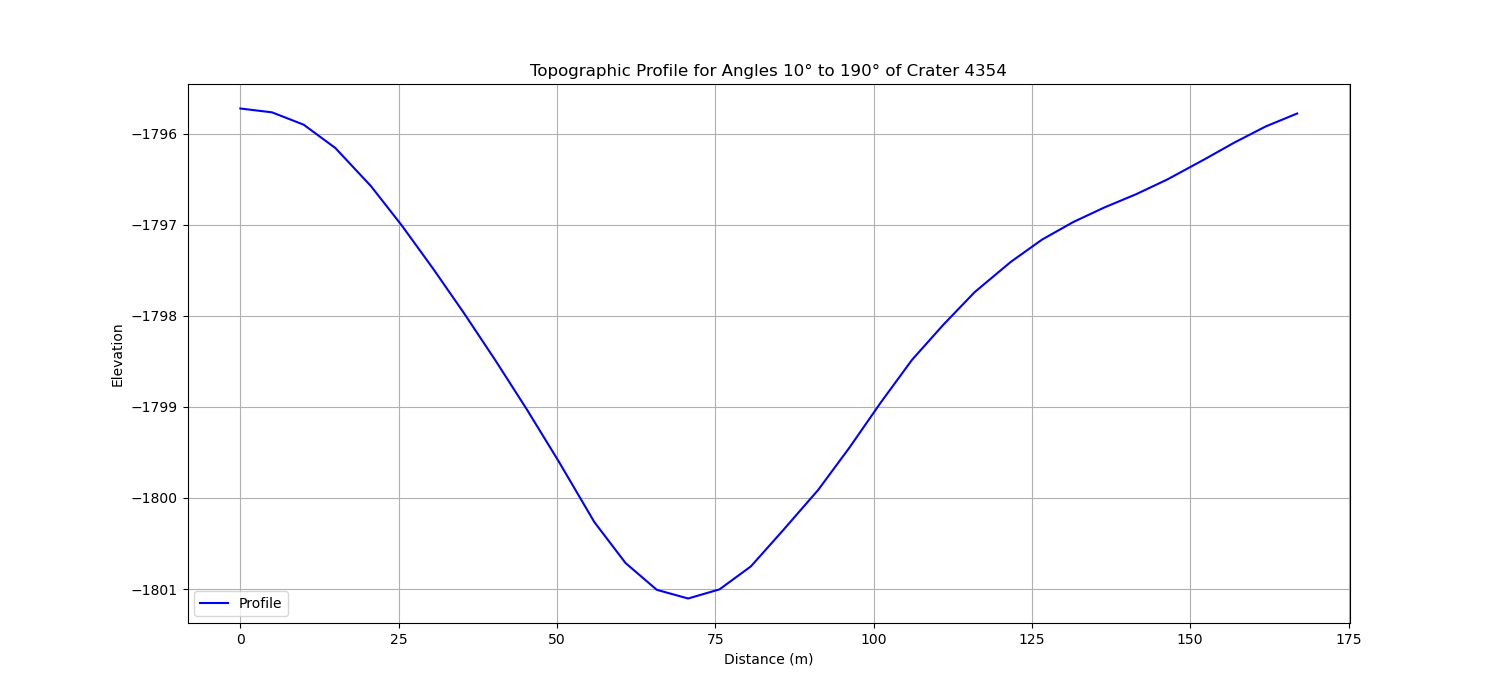 Topographic Profile for Angles 10° to 190° of Crater 4354
−1796
−1797
−1798
−1799
−1800
−1801
Elevation
Profile
0 25 50 75 100 125 150 175
Distance (m)